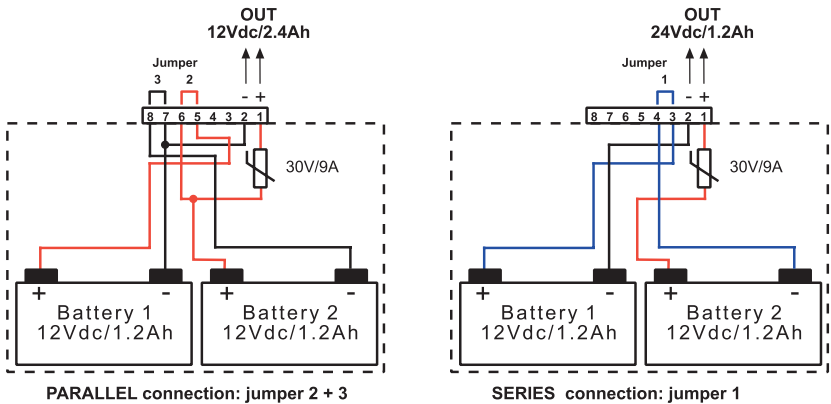 OUT
12Vdc/2.4Ah
Jumper
3 2
- +
8 7 6 5 4 3 2 1
30V/9A
+ -
Battery 1
12Vdc/1.2Ah
+ -
Battery 2
12Vdc/1.2Ah
PARALLEL connection: jumper 2 + 3
OUT
24Vdc/1.2Ah
Jumper
1
- +
8 7 6 5 4 3 2 1
30V/9A
+ -
Battery 1
12Vdc/1.2Ah
+ -
Battery 2
12Vdc/1.2Ah
SERIES connection: jumper 1